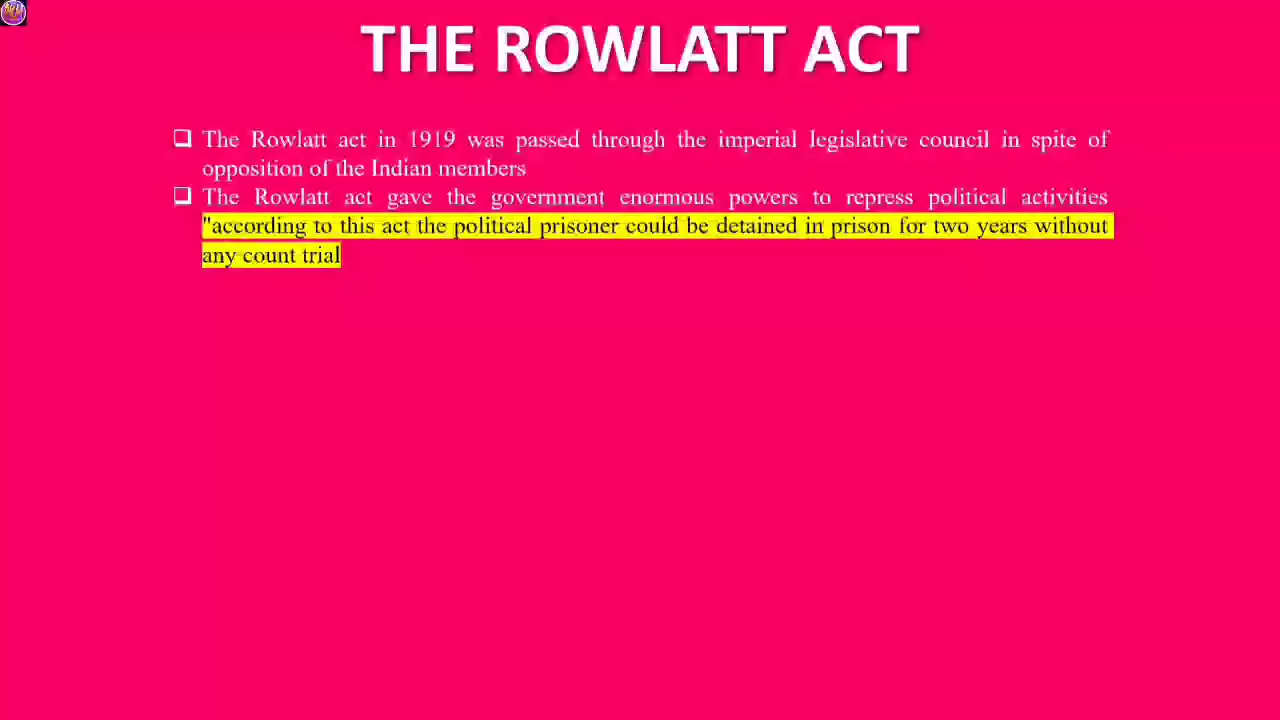 THE ROWLATT ACT
❑ The Rowlatt act in 1919 was passed through the imperial legislative council in spite of
opposition of the Indian members
❑ The Rowlatt act gave the government enormous powers to repress political activities
"according to this act the political prisoner could be detained in prison for two years without
any count trial